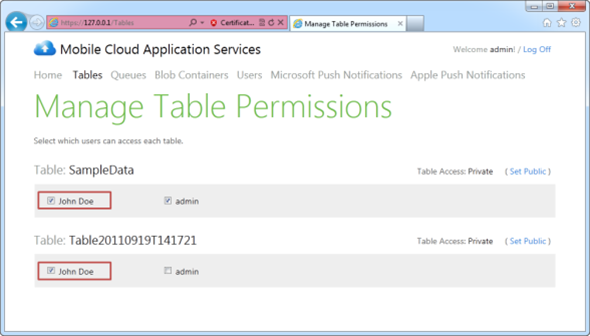 https://127.0.0.1/Tables
Certificat...
Manage Table Permissions
Mobile Cloud Application Services
Welcome admin! / Log Off
Home Tables Queues Blob Containers Users Microsoft Push Notifications Apple Push Notifications
Manage Table Permissions
Select which users can access each table.
Table: SampleData
Table Access: Private ( Set Public )
John Doe admin
Table: Table20110919T141721
Table Access: Private ( Set Public )
John Doe admin